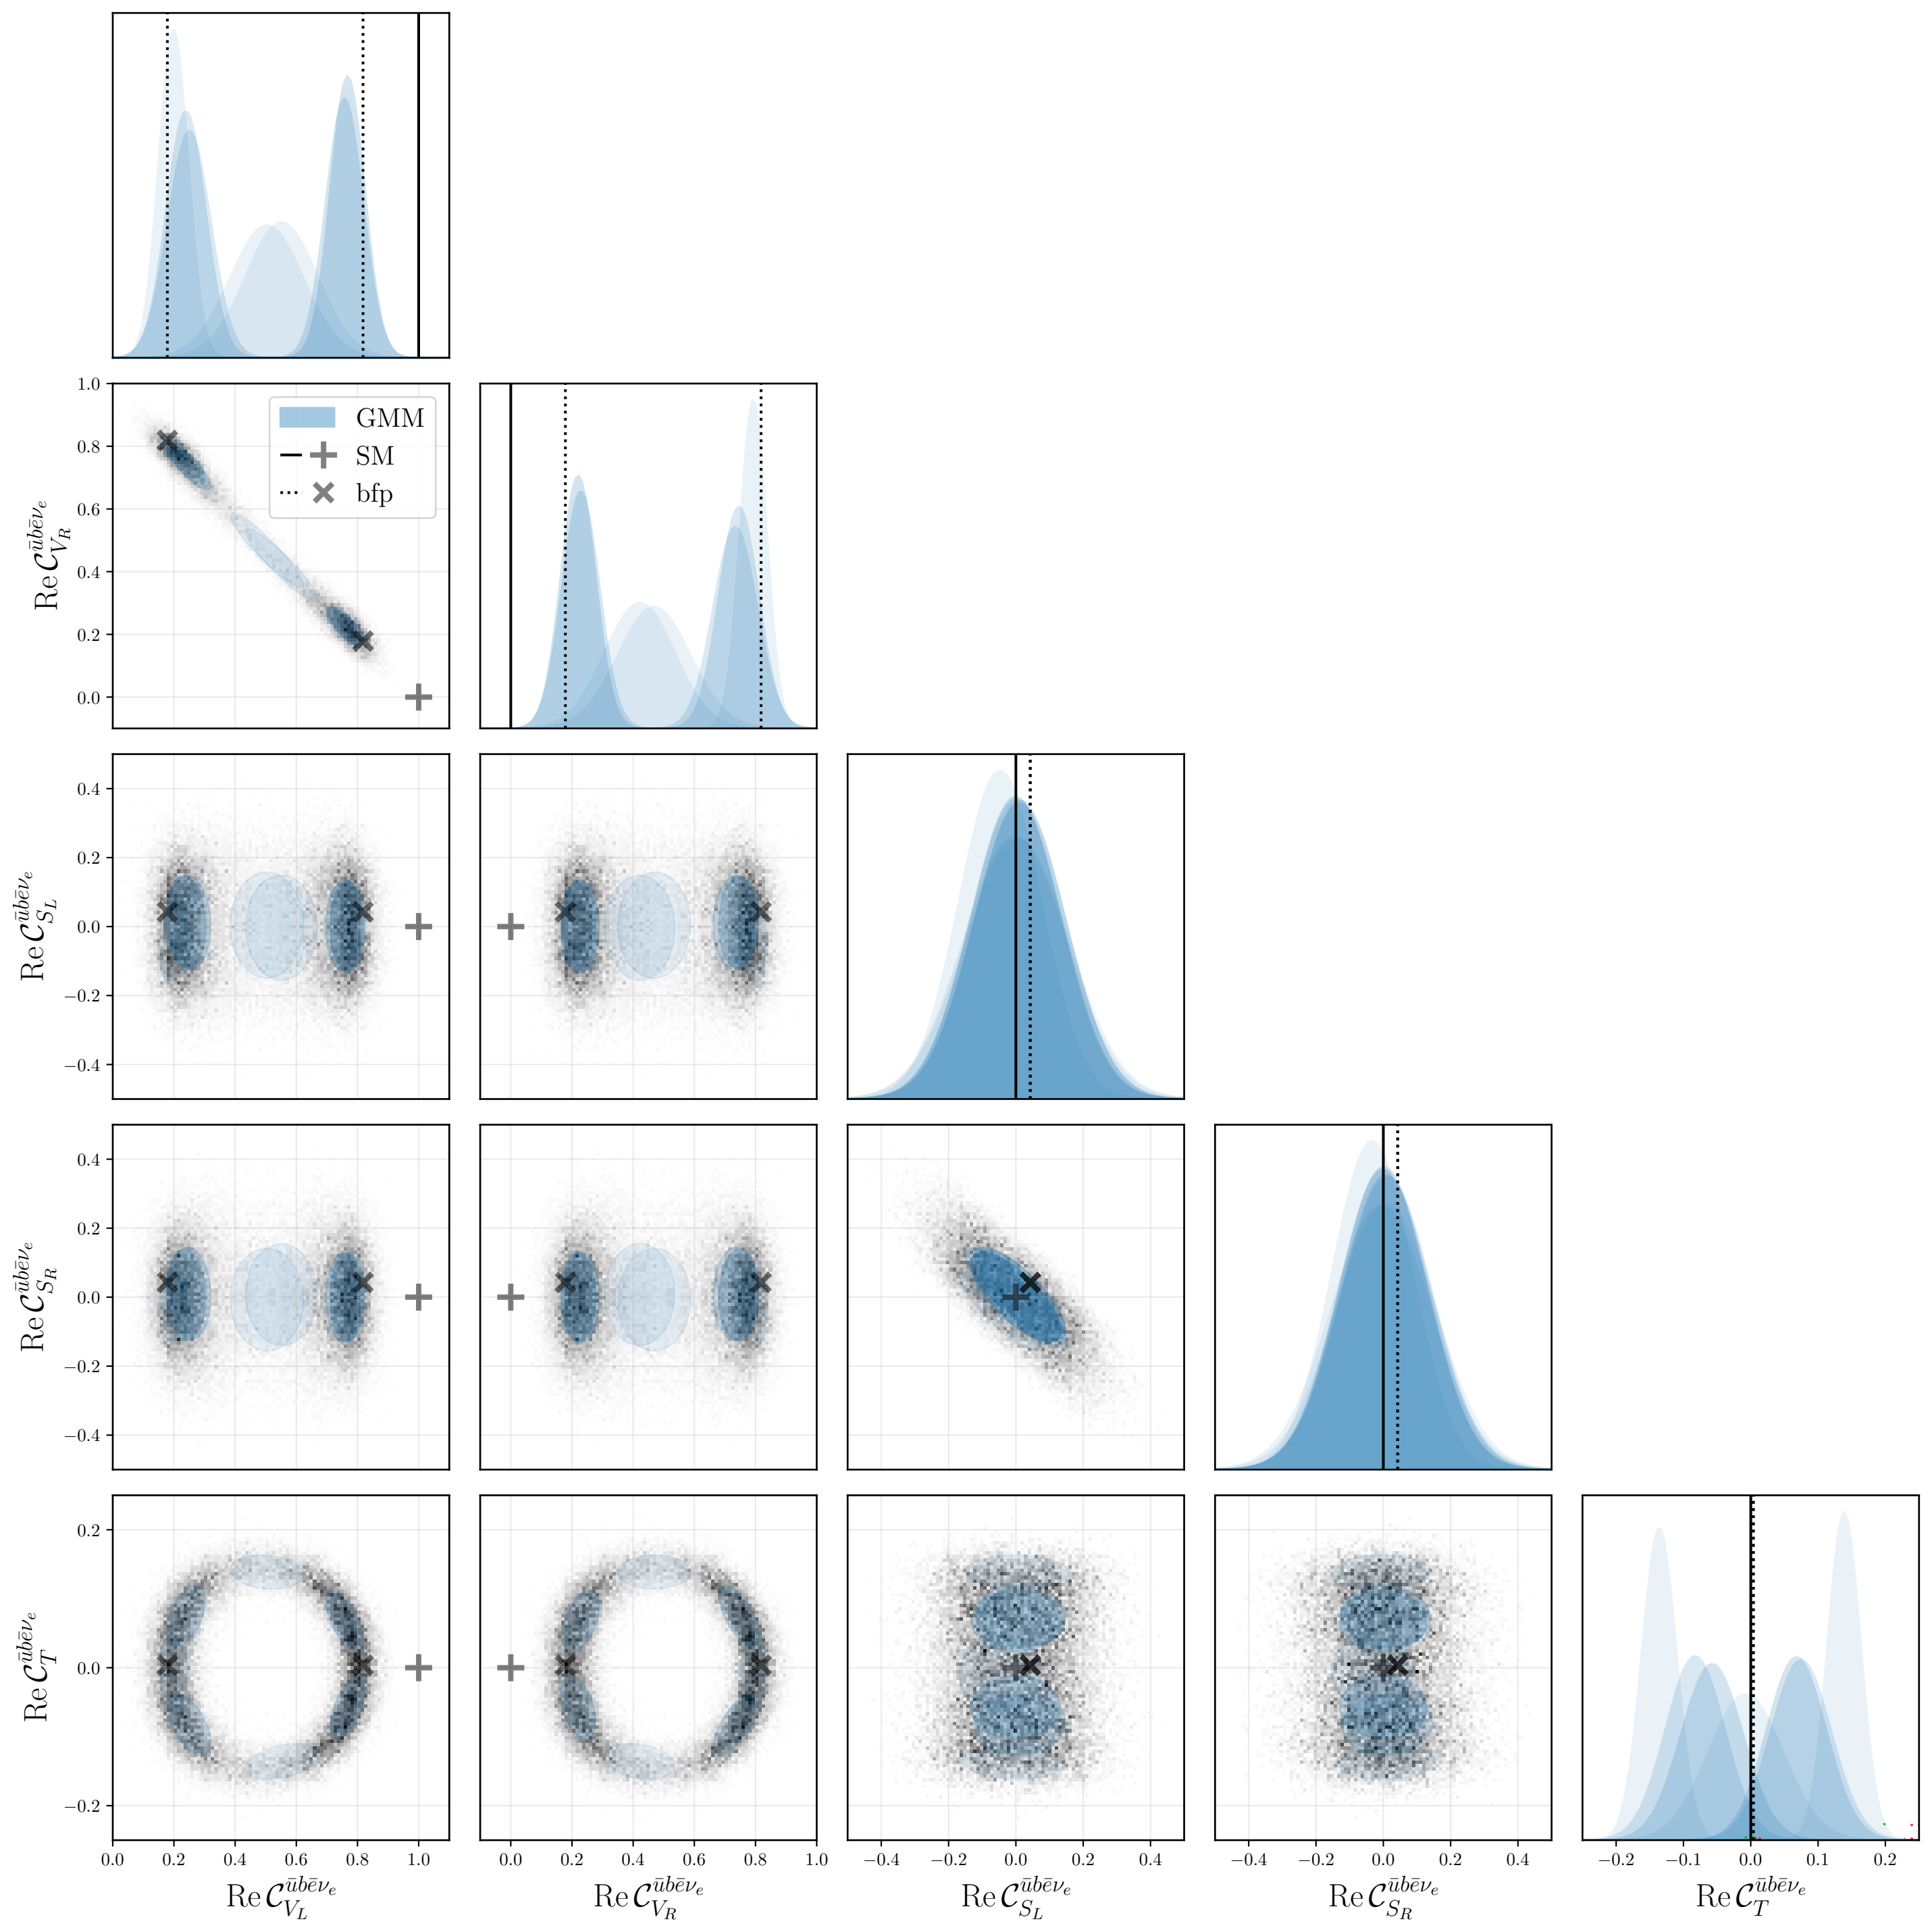 1.0
0.8
0.6
0.4
0.2
0.0
Re C_{V_R}^{ūbēν_e}
GMM
SM
bfp
0.4
0.2
0.0
−0.2
−0.4
Re C_{S_L}^{ūbēν_e}
0.4
0.2
0.0
−0.2
−0.4
Re C_{S_R}^{ūbēν_e}
0.2
0.0
−0.2
Re C_T^{ūbēν_e}
0.0 0.2 0.4 0.6 0.8 1.0
0.0 0.2 0.4 0.6 0.8 1.0
−0.4 −0.2 0.0 0.2 0.4
−0.4 −0.2 0.0 0.2 0.4
−0.2 −0.1 0.0 0.1 0.2
Re C_{V_L}^{ūbēν_e}
Re C_{V_R}^{ūbēν_e}
Re C_{S_L}^{ūbēν_e}
Re C_{S_R}^{ūbēν_e}
Re C_T^{ūbēν_e}